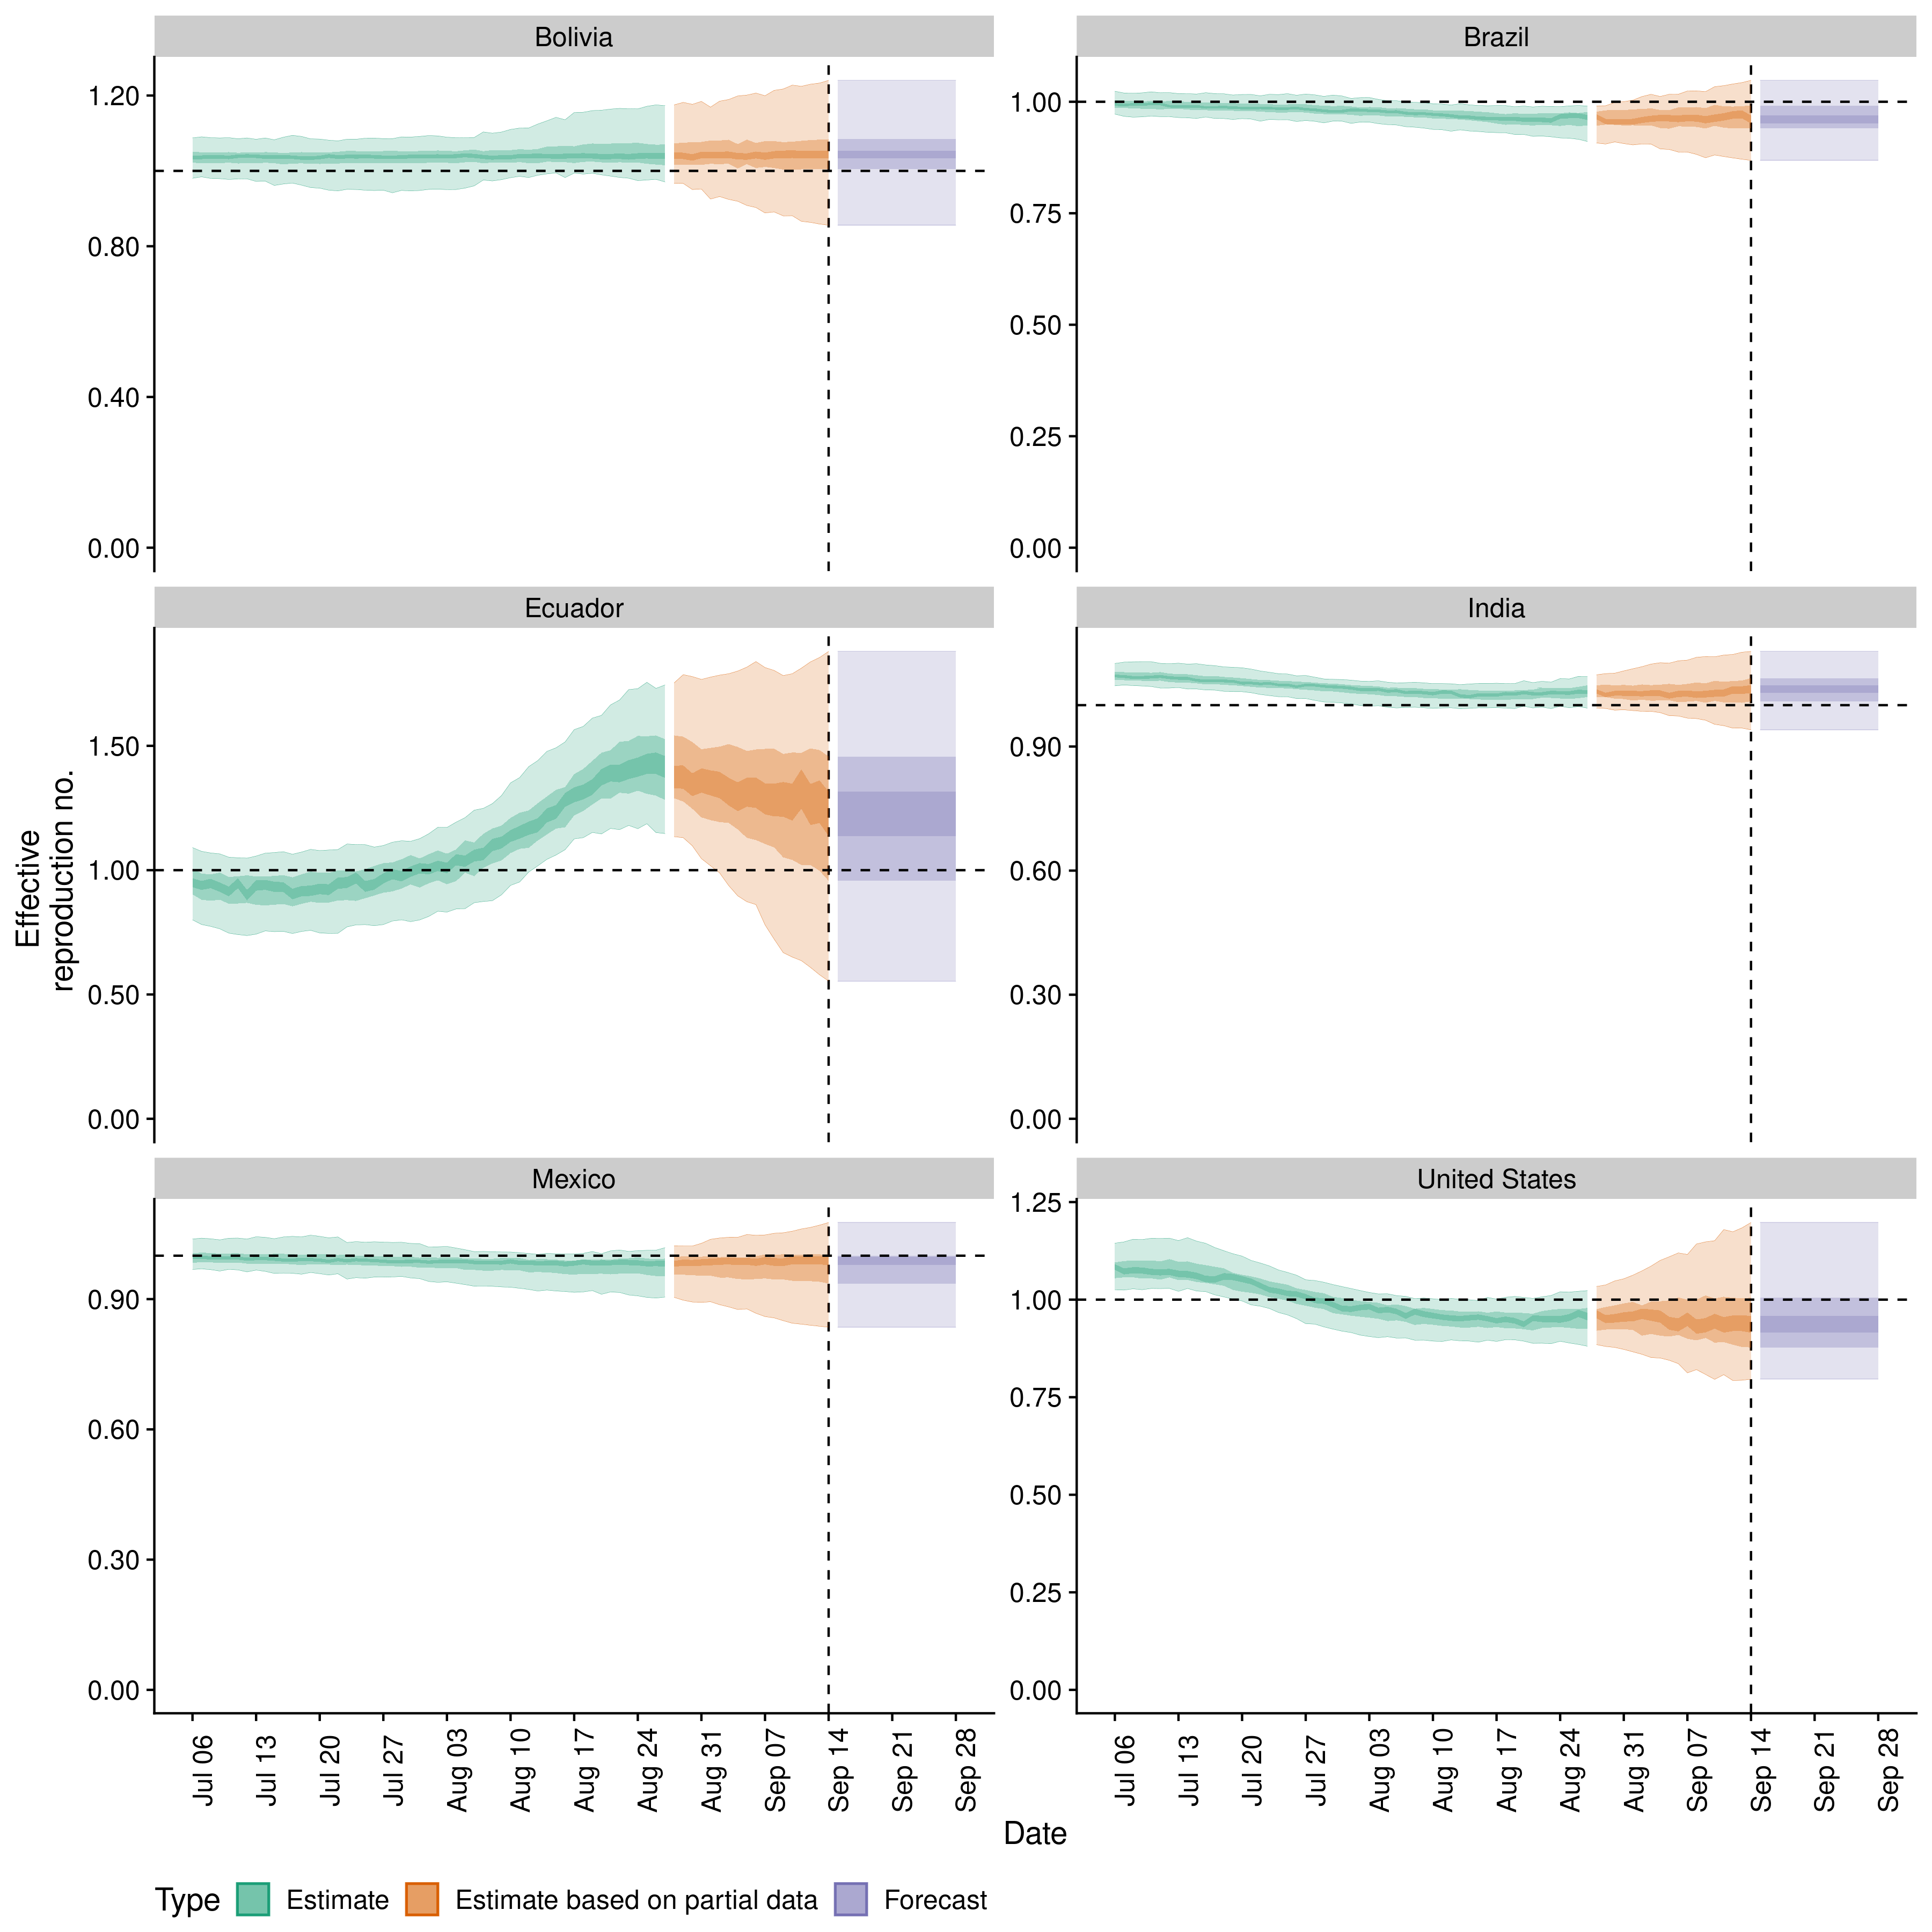 Bolivia
Brazil
1.20
0.80
0.40
0.00
1.00
0.75
0.50
0.25
0.00
Ecuador
India
Effective
reproduction no.
1.50
1.00
0.50
0.00
0.90
0.60
0.30
0.00
Mexico
United States
0.90
0.60
0.30
0.00
1.25
1.00
0.75
0.50
0.25
0.00
Jul 06
Jul 13
Jul 20
Jul 27
Aug 03
Aug 10
Aug 17
Aug 24
Aug 31
Sep 07
Sep 14
Sep 21
Sep 28
Jul 06
Jul 13
Jul 20
Jul 27
Aug 03
Aug 10
Aug 17
Aug 24
Aug 31
Sep 07
Sep 14
Sep 21
Sep 28
Date
Type Estimate Estimate based on partial data Forecast